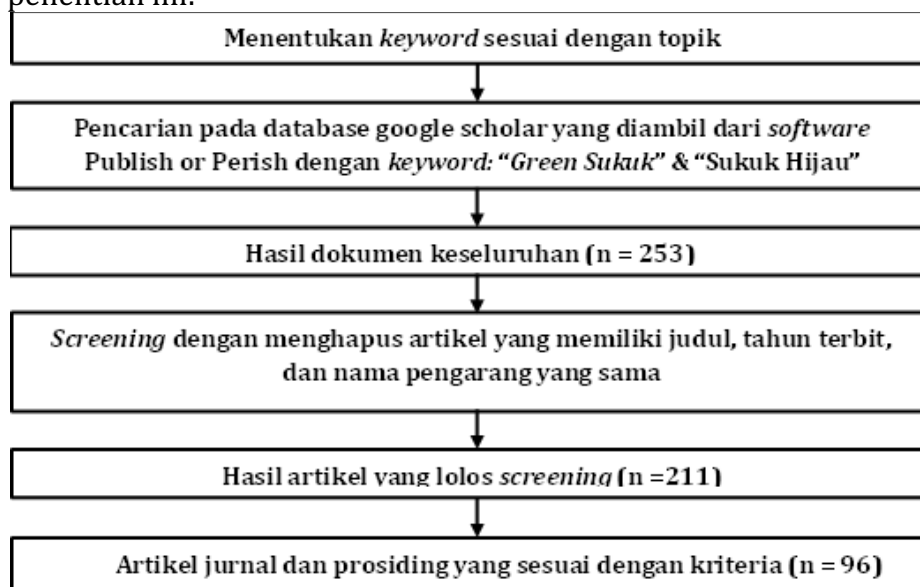 Menentukan keyword sesuai dengan topik
Pencarian pada database google scholar yang diambil dari software
Publish or Perish dengan keyword: “Green Sukuk” & “Sukuk Hijau”
Hasil dokumen keseluruhan (n = 253)
Screening dengan menghapus artikel yang memiliki judul, tahun terbit,
dan nama pengarang yang sama
Hasil artikel yang lolos screening (n =211)
Artikel jurnal dan prosiding yang sesuai dengan kriteria (n = 96)